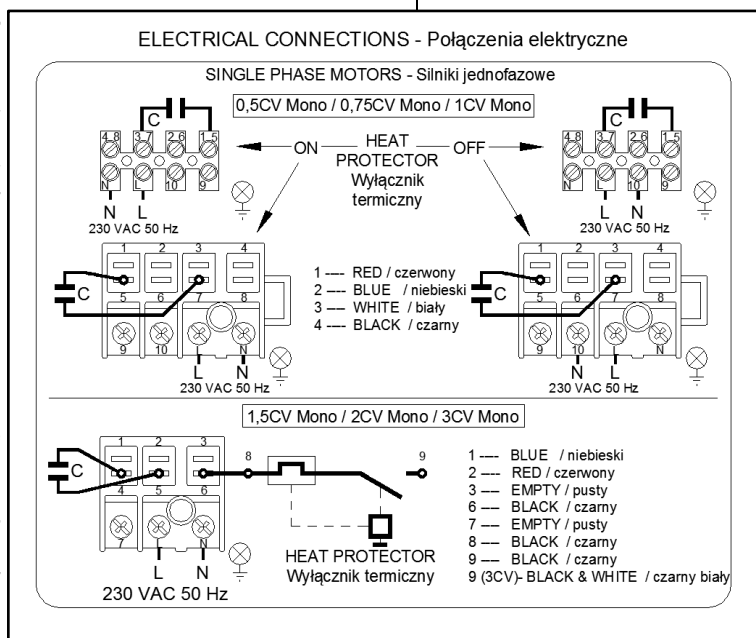 ELECTRICAL CONNECTIONS - Połączenia elektryczne
SINGLE PHASE MOTORS - Silniki jednofazowe
0,5CV Mono / 0,75CV Mono / 1CV Mono
C
4.8 3.7 2.6 1.5
N L 10 9
N L
230 VAC 50 Hz
ON
HEAT
PROTECTOR
Wyłącznik
termiczny
OFF
C
4.8 3.7 2.6 1.5
N L 10 9
L N
230 VAC 50 Hz
1 2 3 4
C
5 6 7 8
9 10 L N
L N
230 VAC 50 Hz
1 ---- RED / czerwony
2 ---- BLUE / niebieski
3 ---- WHITE / biały
4 ---- BLACK / czarny
1 2 3 4
C
5 6 7 8
9 10 L N
N L
230 VAC 50 Hz
1,5CV Mono / 2CV Mono / 3CV Mono
1 2 3
C
4 5 6
7 L N
L N
230 VAC 50 Hz
8 9
HEAT PROTECTOR
Wyłącznik termiczny
1 ---- BLUE / niebieski
2 ---- RED / czerwony
3 ---- EMPTY / pusty
6 ---- BLACK / czarny
7 ---- EMPTY / pusty
8 ---- BLACK / czarny
9 ---- BLACK / czarny
9 (3CV)- BLACK & WHITE / czarny biały